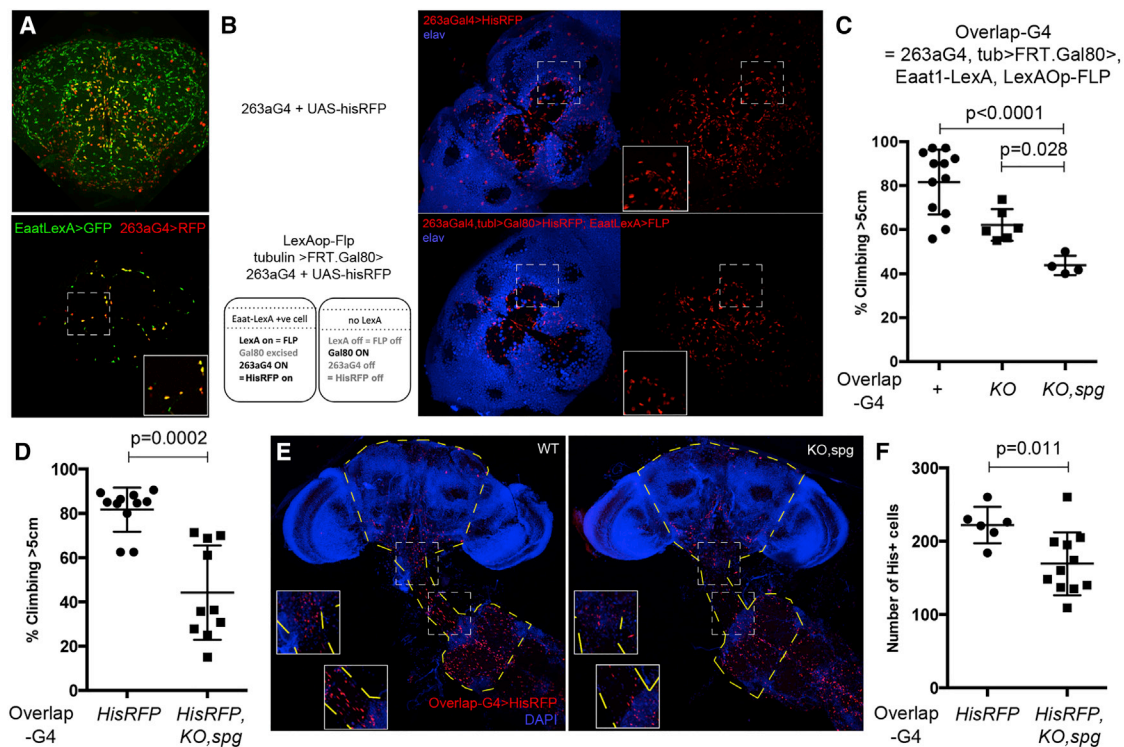 A
EaatLexA>GFP 263aG4>RFP
B
263aG4 + UAS-hisRFP
LexAop-Flp
tubulin >FRT.Gal80>
263aG4 + UAS-hisRFP
Eaat-LexA +ve cell
LexA on = FLP
Gal80 excised
263aG4 ON
= HisRFP on
no LexA
LexA off = FLP off
Gal80 ON
263aG4 off
= HisRFP off
263aGal4>HisRFP
elav
263aGal4,tubl>Gal80>HisRFP; EaatLexA>FLP
elav
C
Overlap-G4
= 263aG4, tub>FRT.Gal80>,
Eaat1-LexA, LexAOp-FLP
p<0.0001
p=0.028
% Climbing >5cm
100
80
60
40
20
0
Overlap
-G4
+
KO
KO,spg
D
p=0.0002
% Climbing >5cm
100
80
60
40
20
0
Overlap
-G4
HisRFP
HisRFP,
KO,spg
E
WT
Overlap-G4>HisRFP
DAPI
KO,spg
F
p=0.011
Number of His+ cells
300
200
100
0
Overlap
-G4
HisRFP
HisRFP,
KO,spg